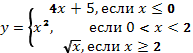 4x + 5, если x ≤ 0
y = { x², если 0 < x < 2
√x, если x ≥ 2